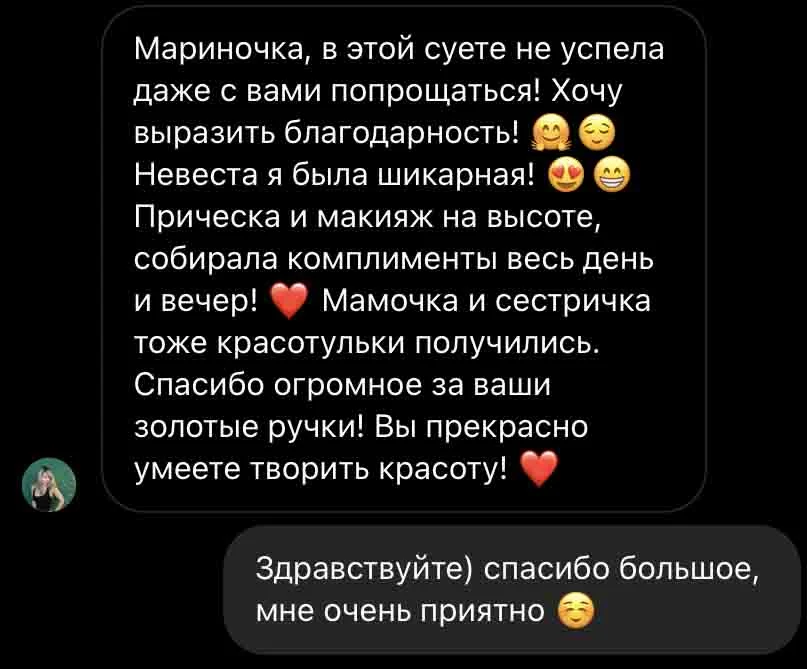 Мариночка, в этой суете не успела
даже с вами попрощаться! Хочу
выразить благодарность! 🤗😌
Невеста я была шикарная! 😍😁
Прическа и макияж на высоте,
собирала комплименты весь день
и вечер! ❤️ Мамочка и сестричка
тоже красотульки получились.
Спасибо огромное за ваши
золотые ручки! Вы прекрасно
умеете творить красоту! ❤️
Здравствуйте) спасибо большое,
мне очень приятно ☺️